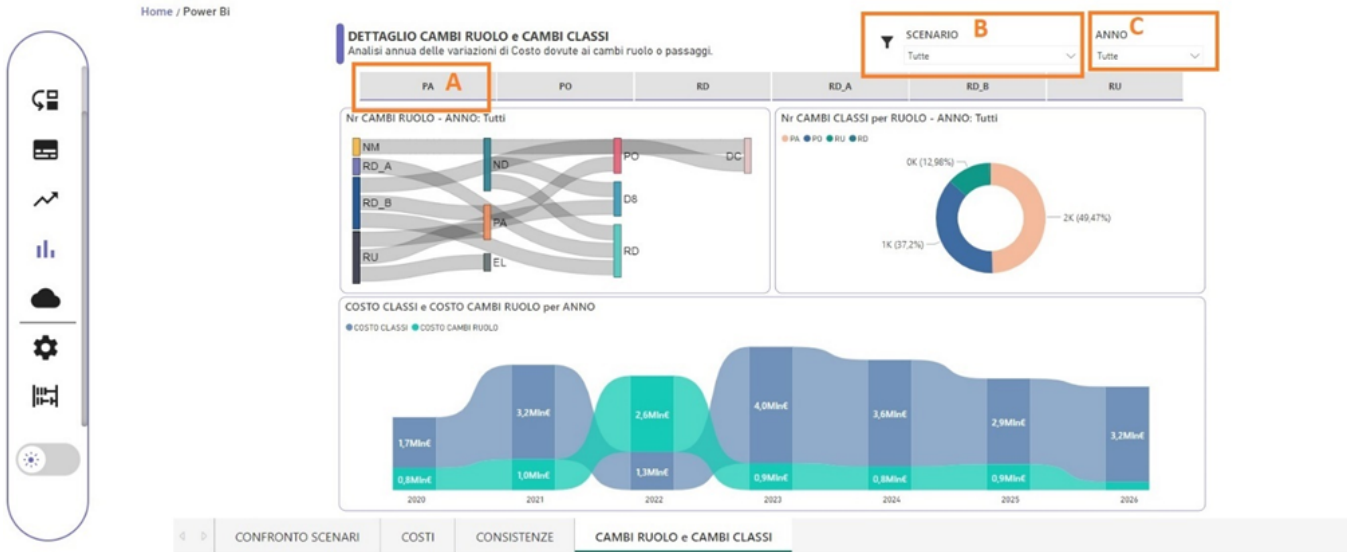 Home / Power Bi
DETTAGLIO CAMBI RUOLO e CAMBI CLASSI
Analisi annua delle variazioni di Costo dovute ai cambi ruolo o passaggi.
SCENARIO B
Tutte
ANNO C
Tutte
PA A PO RD RD_A RD_B RU
Nr CAMBI RUOLO - ANNO: Tutti
NM
RD_A
RD_B
RU
ND
PA
EL
PO
D8
RD
DC
Nr CAMBI CLASSI per RUOLO - ANNO: Tutti
PA PO RU RD
0K (12,98%)
2K (49,47%)
1K (37,2%)
COSTO CLASSI e COSTO CAMBI RUOLO per ANNO
COSTO CLASSI COSTO CAMBI RUOLO
1,7Mln€ 3,2Mln€ 2,6Mln€ 4,0Mln€ 3,6Mln€ 2,9Mln€ 3,2Mln€
0,8Mln€ 1,0Mln€ 1,3Mln€ 0,9Mln€ 0,8Mln€ 0,9Mln€
2020 2021 2022 2023 2024 2025 2026
CONFRONTO SCENARI COSTI CONSISTENZE CAMBI RUOLO e CAMBI CLASSI